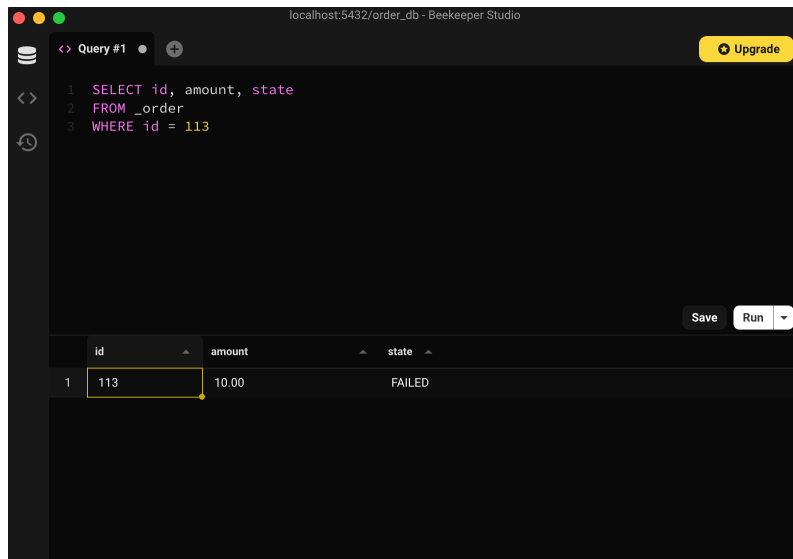 localhost:5432/order_db - Beekeeper Studio
<> Query #1
Upgrade
1 SELECT id, amount, state
2 FROM _order
3 WHERE id = 113
Save Run
id amount state
1 113 10.00 FAILED